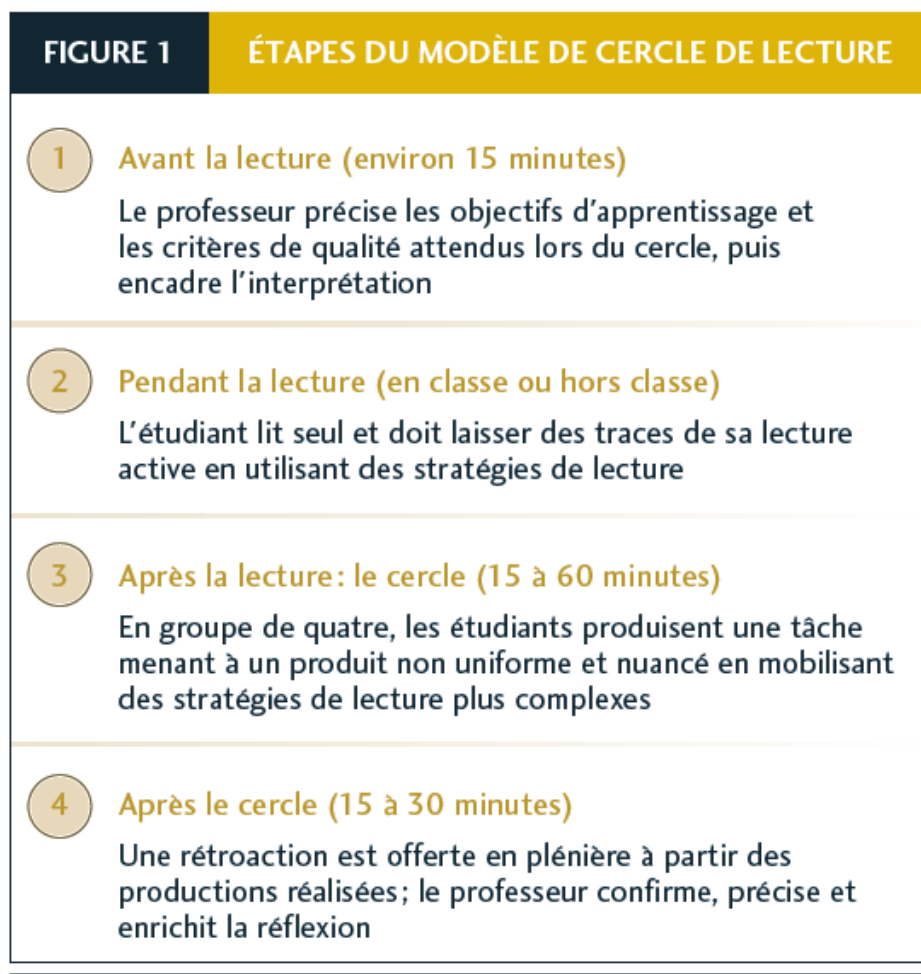 FIGURE 1
ÉTAPES DU MODÈLE DE CERCLE DE LECTURE
1
Avant la lecture (environ 15 minutes)
Le professeur précise les objectifs d'apprentissage et
les critères de qualité attendus lors du cercle, puis
encadre l'interprétation
2
Pendant la lecture (en classe ou hors classe)
L'étudiant lit seul et doit laisser des traces de sa lecture
active en utilisant des stratégies de lecture
3
Après la lecture : le cercle (15 à 60 minutes)
En groupe de quatre, les étudiants produisent une tâche
menant à un produit non uniforme et nuancé en mobilisant
des stratégies de lecture plus complexes
4
Après le cercle (15 à 30 minutes)
Une rétroaction est offerte en plénière à partir des
productions réalisées ; le professeur confirme, précise et
enrichit la réflexion